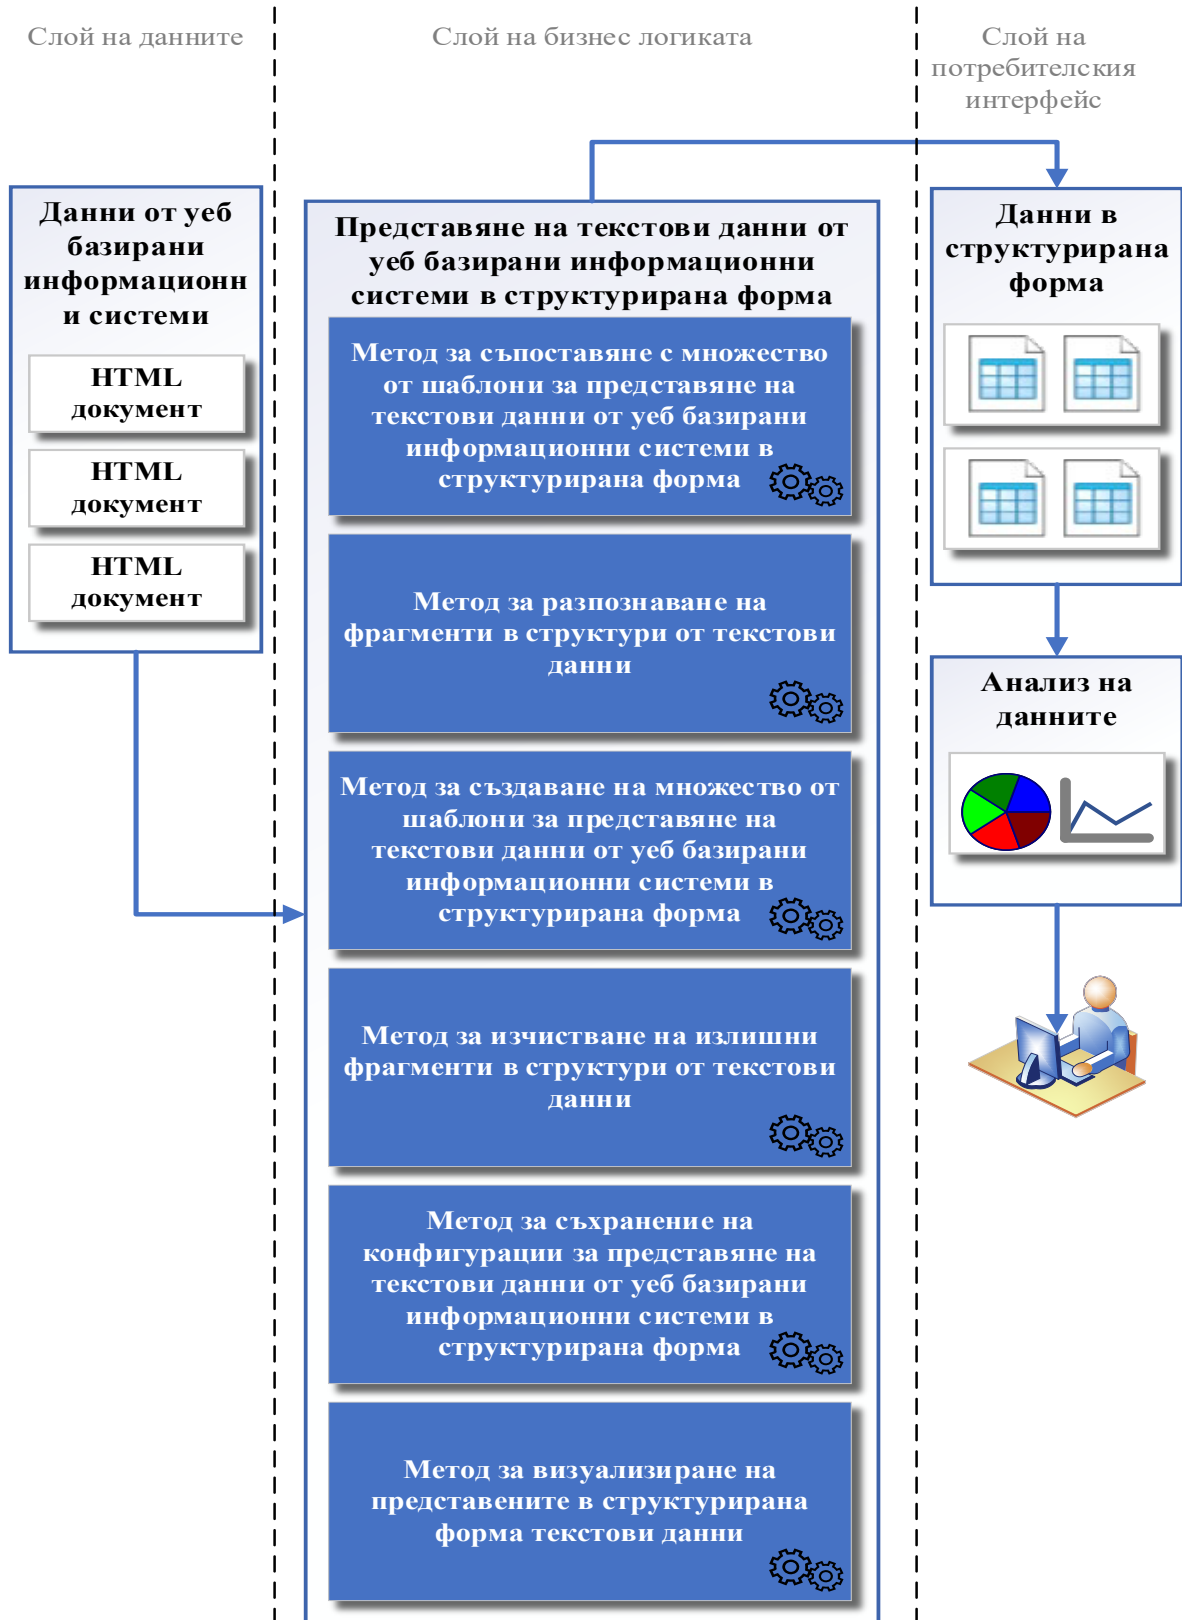 Слой на данните
Слой на бизнес логиката
Слой на
потребителския
интерфейс
Данни от уеб
базирани
информационн
и системи
HTML
документ
HTML
документ
HTML
документ
Представяне на текстови данни от
уеб базирани информационни
системи в структурирана форма
Метод за съпоставяне с множество
от шаблони за представяне на
текстови данни от уеб базирани
информационни системи в
структурирана форма
Метод за разпознаване на
фрагменти в структури от текстови
данни
Метод за създаване на множество от
шаблони за представяне на
текстови данни от уеб базирани
информационни системи в
структурирана форма
Метод за изчистване на излишни
фрагменти в структури от текстови
данни
Метод за съхранение на
конфигурации за представяне на
текстови данни от уеб базирани
информационни системи в
структурирана форма
Метод за визуализиране на
представените в структурирана
форма текстови данни
Данни в
структурирана
форма
Анализ на
данните